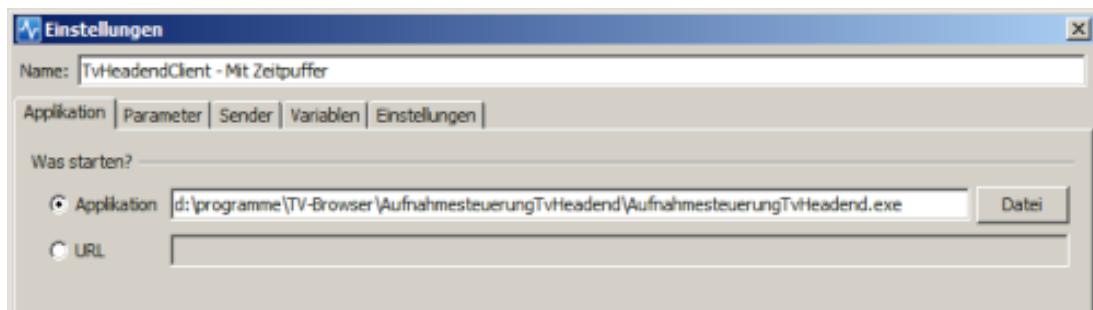 Einstellungen
Name: TvHeadendClient - Mit Zeitpuffer
Applikation Parameter Sender Variablen Einstellungen
Was starten?
Applikation d:\programme\TV-Browser\AufnahmesteuerungTvHeadend\AufnahmesteuerungTvHeadend.exe Datei
URL